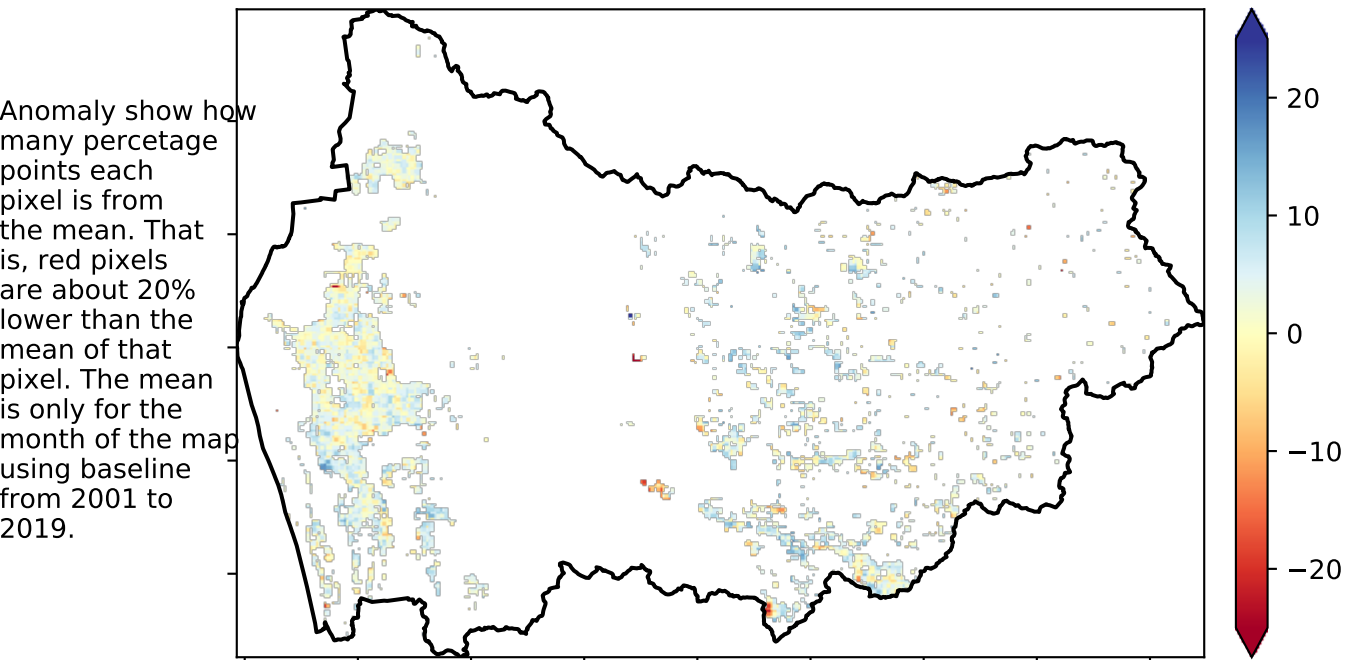 Anomaly show how
many percetage
points each
pixel is from
the mean. That
is, red pixels
are about 20%
lower than the
mean of that
pixel. The mean
is only for the
month of the map
using baseline
from 2001 to
2019.
20
10
0
−10
−20